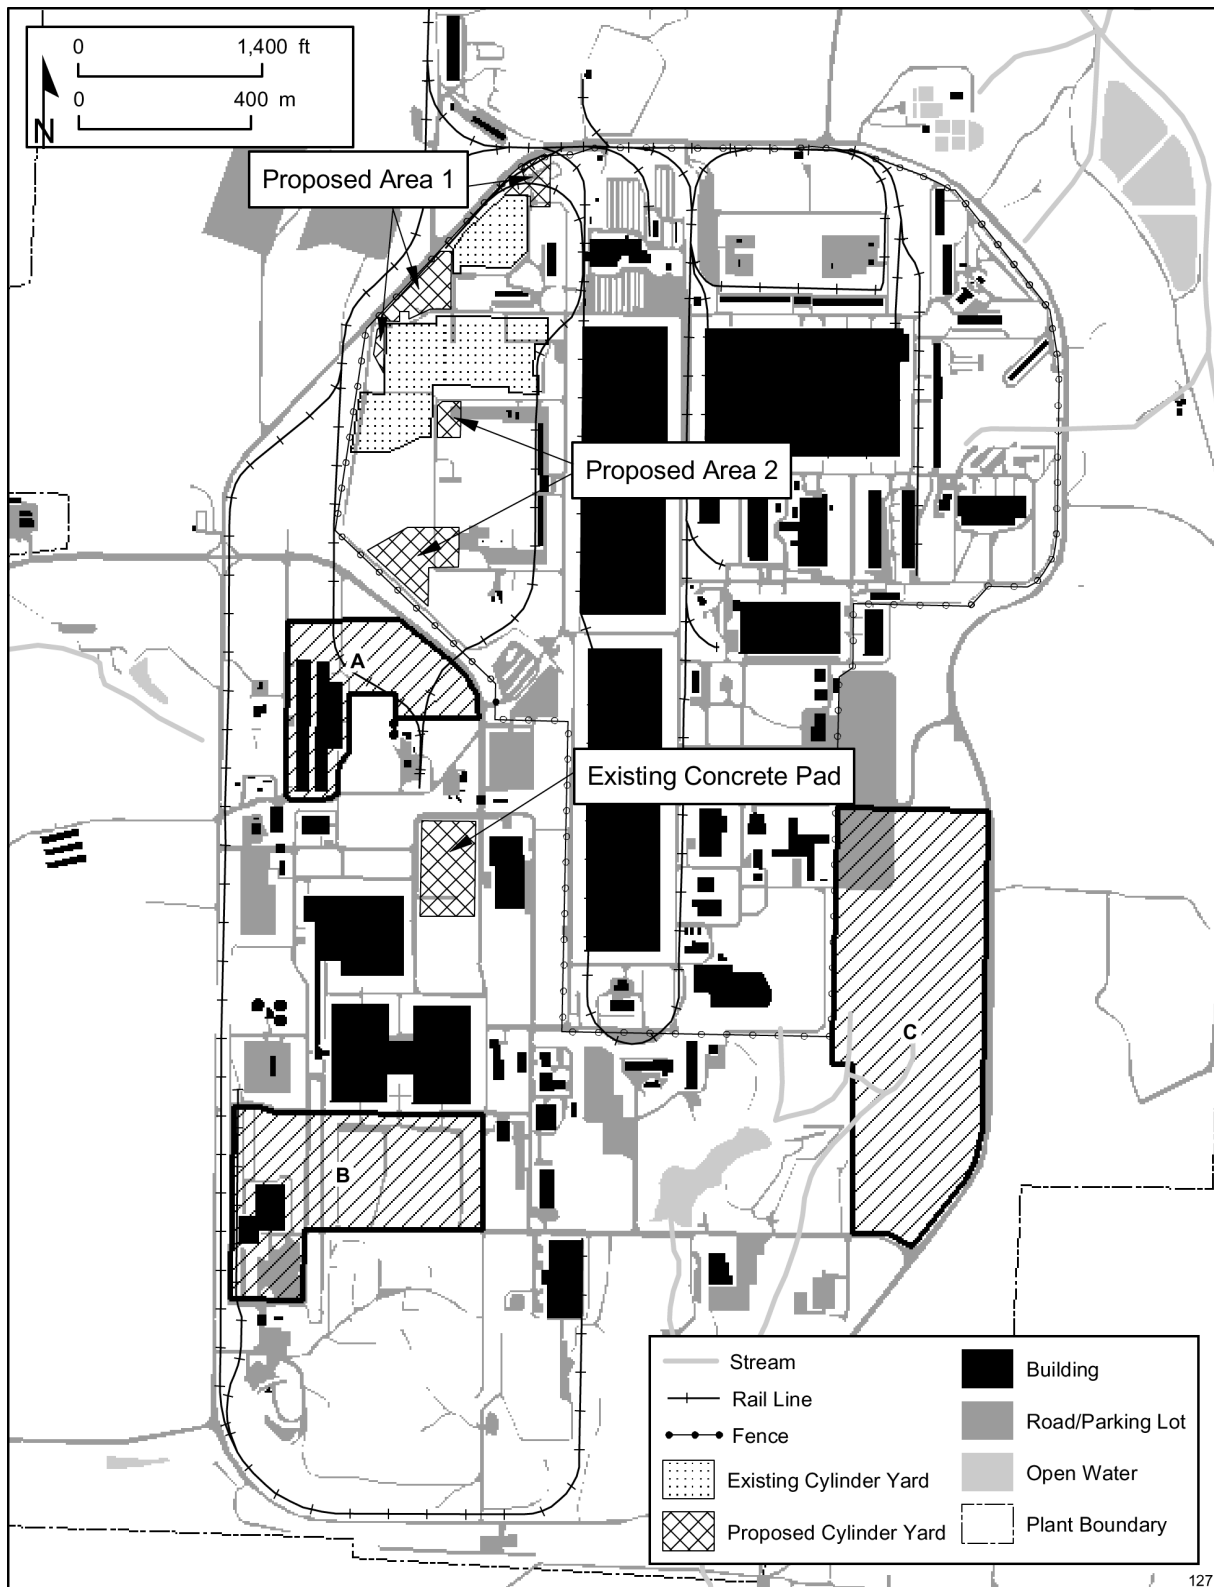 0 1,400 ft
0 400 m
N
Proposed Area 1
Proposed Area 2
A
Existing Concrete Pad
C
B
Stream
Rail Line
Fence
Existing Cylinder Yard
Proposed Cylinder Yard
Building
Road/Parking Lot
Open Water
Plant Boundary
127